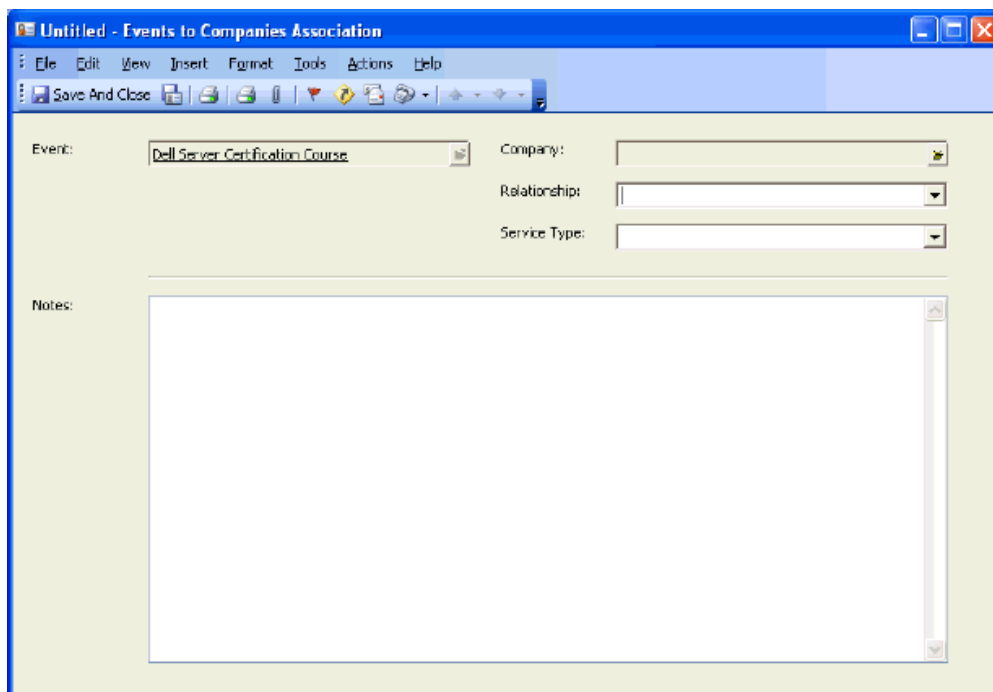 Untitled - Events to Companies Association
File Edit View Insert Format Tools Actions Help
Save And Close
Event: Dell Server Certification Course Company:
Relationship:
Service Type:
Notes: